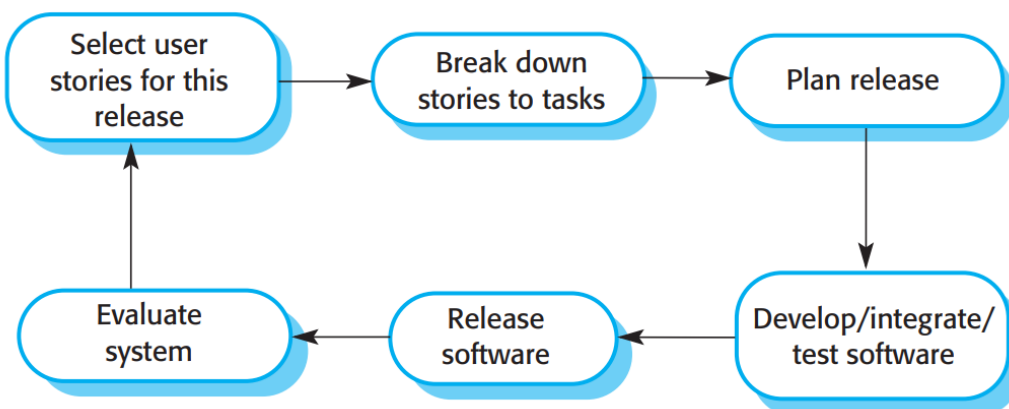 Select user
stories for this
release
Break down
stories to tasks
Plan release
Evaluate
system
Release
software
Develop/integrate/
test software